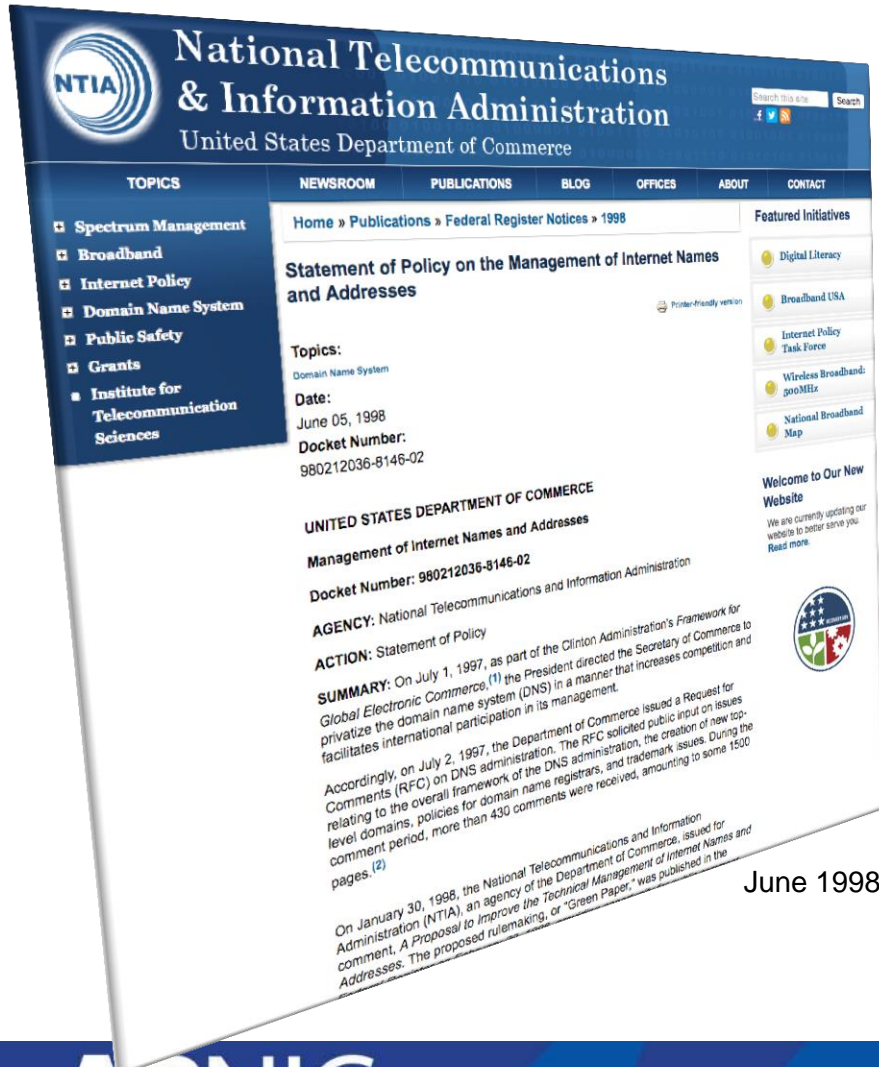 NTIA
National Telecommunications
& Information Administration
United States Department of Commerce
Search this site
Search
TOPICS
NEWSROOM
PUBLICATIONS
BLOG
OFFICES
ABOUT
CONTACT
Spectrum Management
Broadband
Internet Policy
Domain Name System
Public Safety
Grants
Institute for
Telecommunication
Sciences
Home » Publications » Federal Register Notices » 1998
Statement of Policy on the Management of Internet Names
and Addresses
Printer-friendly version
Topics:
Domain Name System
Date:
June 05, 1998
Docket Number:
980212036-8146-02
UNITED STATES DEPARTMENT OF COMMERCE
Management of Internet Names and Addresses
Docket Number: 980212036-8146-02
AGENCY: National Telecommunications and Information Administration
ACTION: Statement of Policy
SUMMARY: On July 1, 1997, as part of the Clinton Administration's Framework for
Global Electronic Commerce,(1) the President directed the Secretary of Commerce to
privatize the domain name system (DNS) in a manner that increases competition and
facilitates international participation in its management.
Accordingly, on July 2, 1997, the Department of Commerce issued a Request for
Comments (RFC) on DNS administration. The RFC solicited public input on issues
relating to the overall framework of the DNS administration, the creation of new top-
level domains, policies for domain name registrars, and trademark issues. During the
comment period, more than 430 comments were received, amounting to some 1500
pages.(2)
On January 30, 1998, the National Telecommunications and Information
Administration (NTIA), an agency of the Department of Commerce, issued for
comment, A Proposal to Improve the Technical Management of Internet Names and
Addresses. The proposed rulemaking, or "Green Paper," was published in the
Featured Initiatives
Digital Literacy
Broadband USA
Internet Policy
Task Force
Wireless Broadband:
500MHz
National Broadband
Map
Welcome to Our New
Website
We are currently updating our
website to better serve you.
Read more.
June 1998